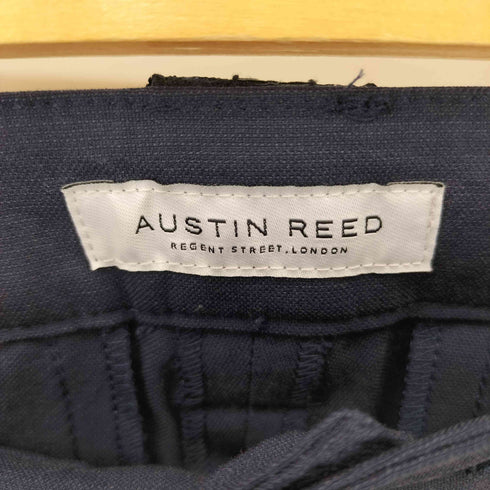 AUSTIN REED
REGENT STREET, LONDON